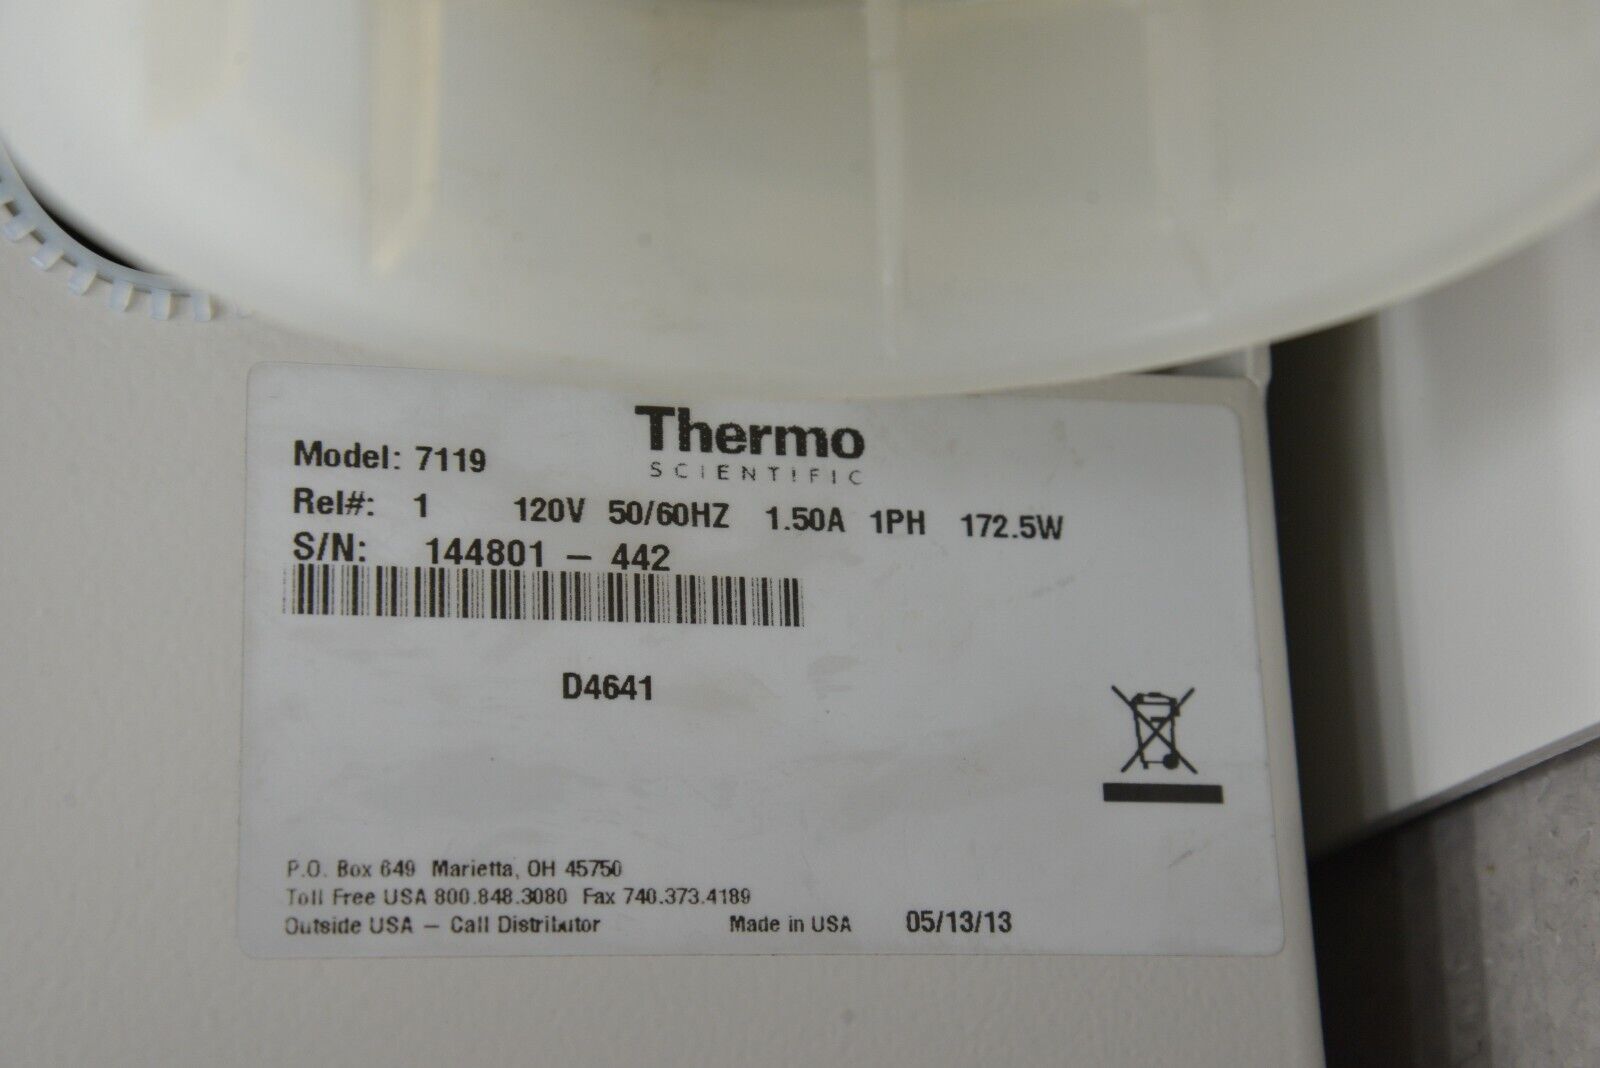 Thermo
SCIENTIFIC
Model: 7119
Rel#: 1 120V 50/60HZ 1.50A 1PH 172.5W
S/N: 144801 – 442
D4641
P.O. Box 649 Marietta, OH 45750
Toll Free USA 800.848.3080 Fax 740.373.4189
Outside USA – Call Distributor Made in USA 05/13/13